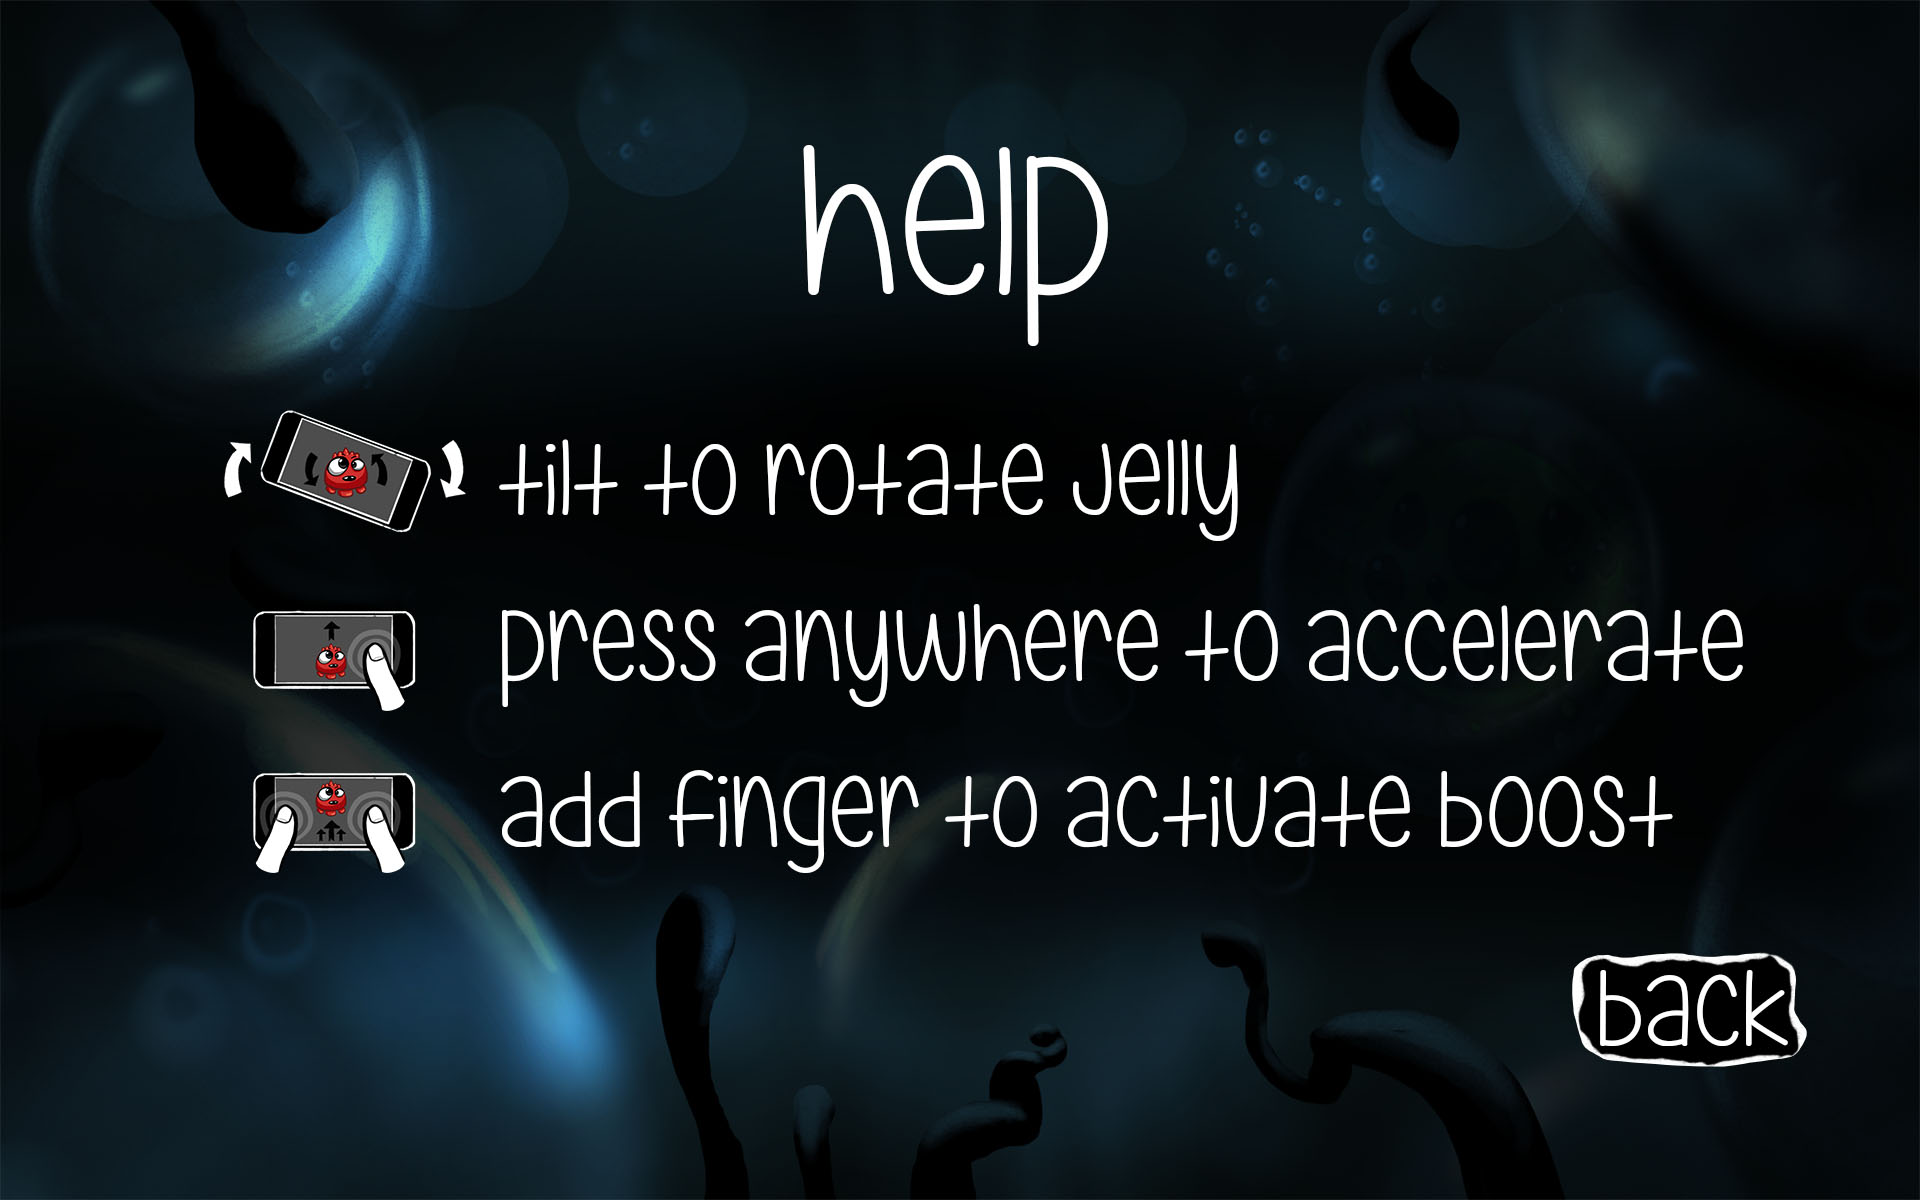 help
tilt to rotate jelly
press anywhere to accelerate
add finger to activate boost
back